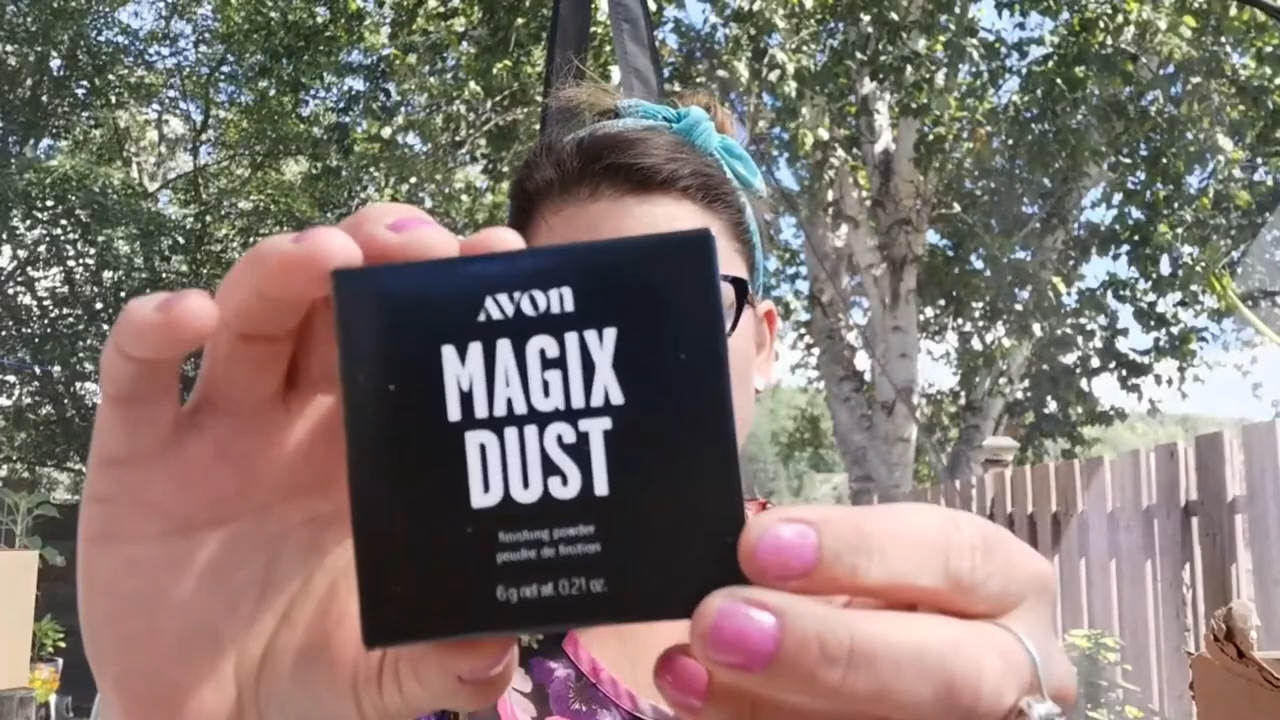 AVON
MAGIX
DUST
finishing powder
poudre de finition
6 g net wt. 0.21 oz.